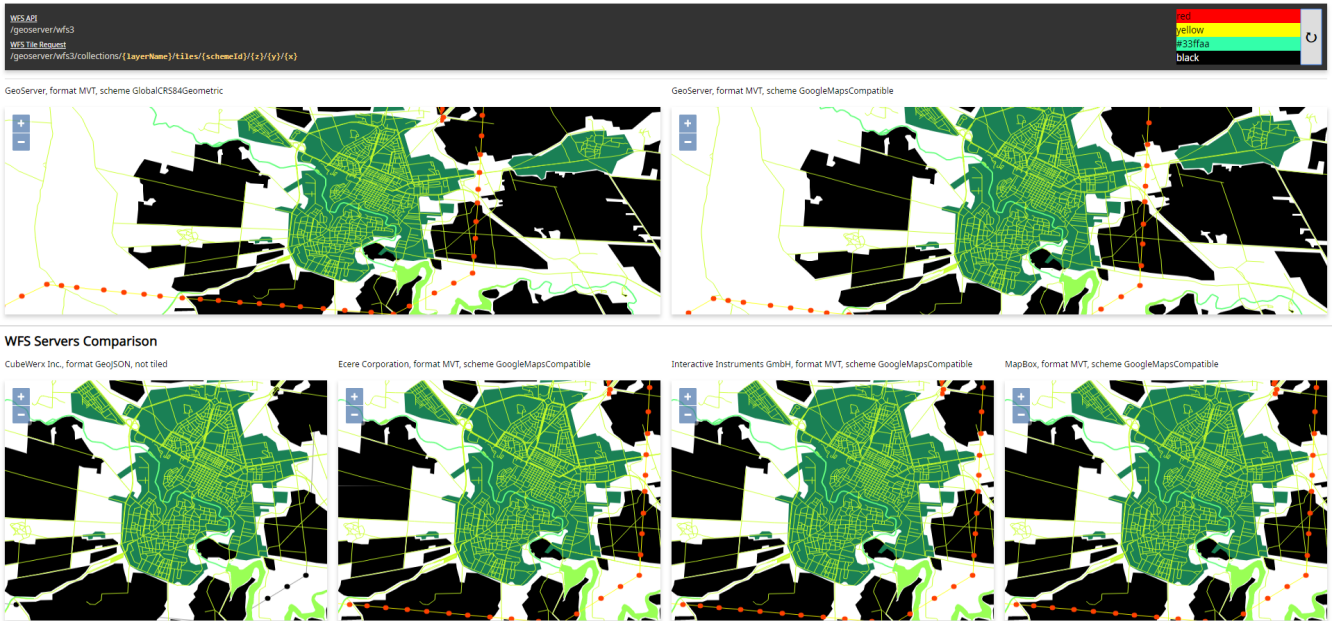 WFS API
/geoserver/wfs3
WFS Tile Request
/geoserver/wfs3/collections/{layerName}/tiles/{schemeId}/{z}/{y}/{x}
red
yellow
#33ffaa
black
GeoServer, format MVT, scheme GlobalCRS84Geometric
GeoServer, format MVT, scheme GoogleMapsCompatible
+
−
+
−
WFS Servers Comparison
CubeWerx Inc., format GeoJSON, not tiled
Ecere Corporation, format MVT, scheme GoogleMapsCompatible
Interactive Instruments GmbH, format MVT, scheme GoogleMapsCompatible
MapBox, format MVT, scheme GoogleMapsCompatible
+
−
+
−
+
−
+
−